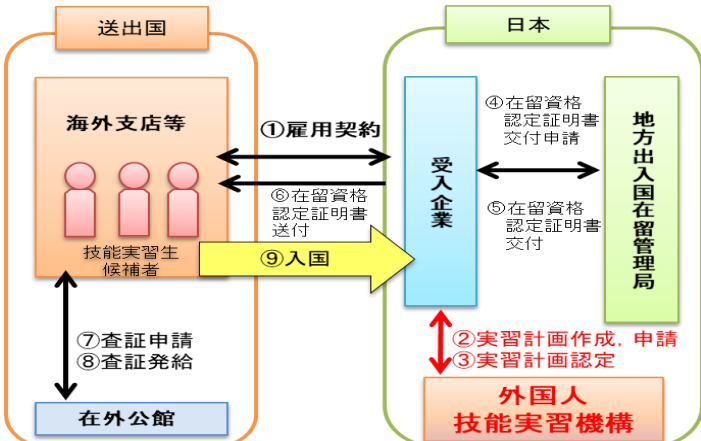 送出国
日本
海外支店等
技能実習生
候補者
①雇用契約
⑥在留資格
認定証明書
送付
⑨入国
受入企業
④在留資格
認定証明書
交付申請
⑤在留資格
認定証明書
交付
地方出入国在留管理局
⑦査証申請
⑧査証発給
在外公館
②実習計画作成，申請
③実習計画認定
外国人
技能実習機構